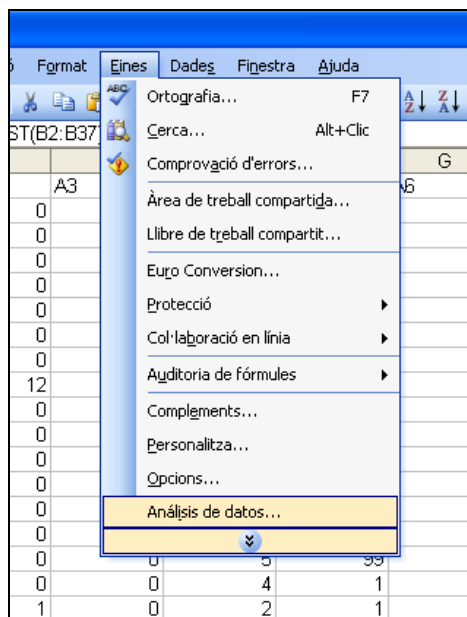 Format Eines Dades Finestra Ajuda
ABC Ortografia... F7
A Z Z A
ST(B2:B37
Cerca... Alt+Clic
Comprovació d'errors...
G
A3
A6
Àrea de treball compartida...
Llibre de treball compartit...
Euro Conversion...
Protecció
Col·laboració en línia
Auditoria de fórmules
Complements...
Personalitza...
Opcions...
Análisis de datos...
0
0
0
0
0
0
0
12
0
0
0
0
0
0
0 0 5 99
0 0 4 1
1 0 2 1